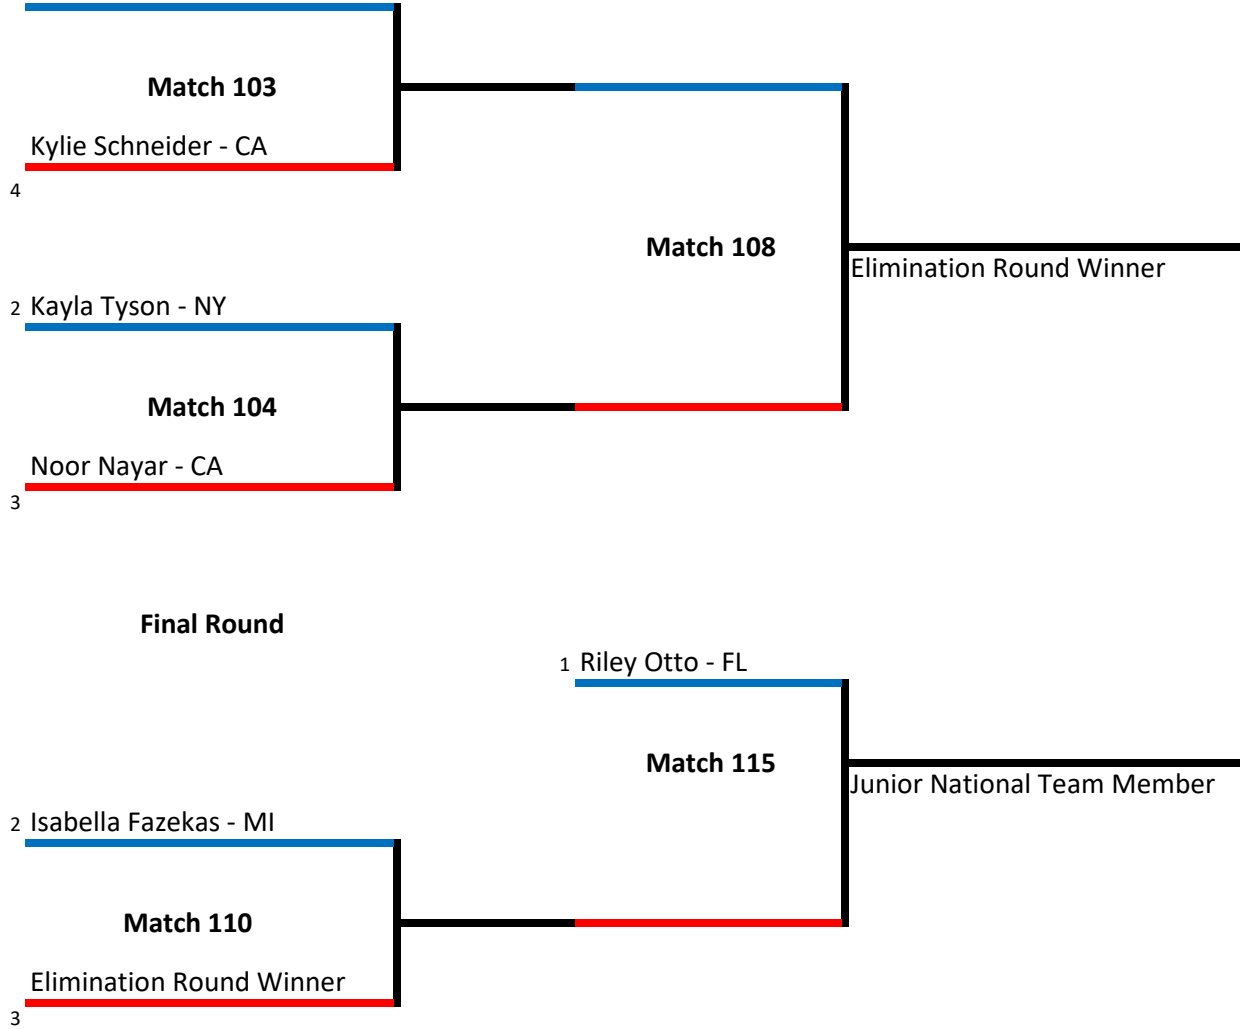 Match 103
Kylie Schneider - CA
4
Match 108
Elimination Round Winner
2 Kayla Tyson - NY
Match 104
Noor Nayar - CA
3
Final Round
1 Riley Otto - FL
Match 115
Junior National Team Member
2 Isabella Fazekas - MI
Match 110
Elimination Round Winner
3